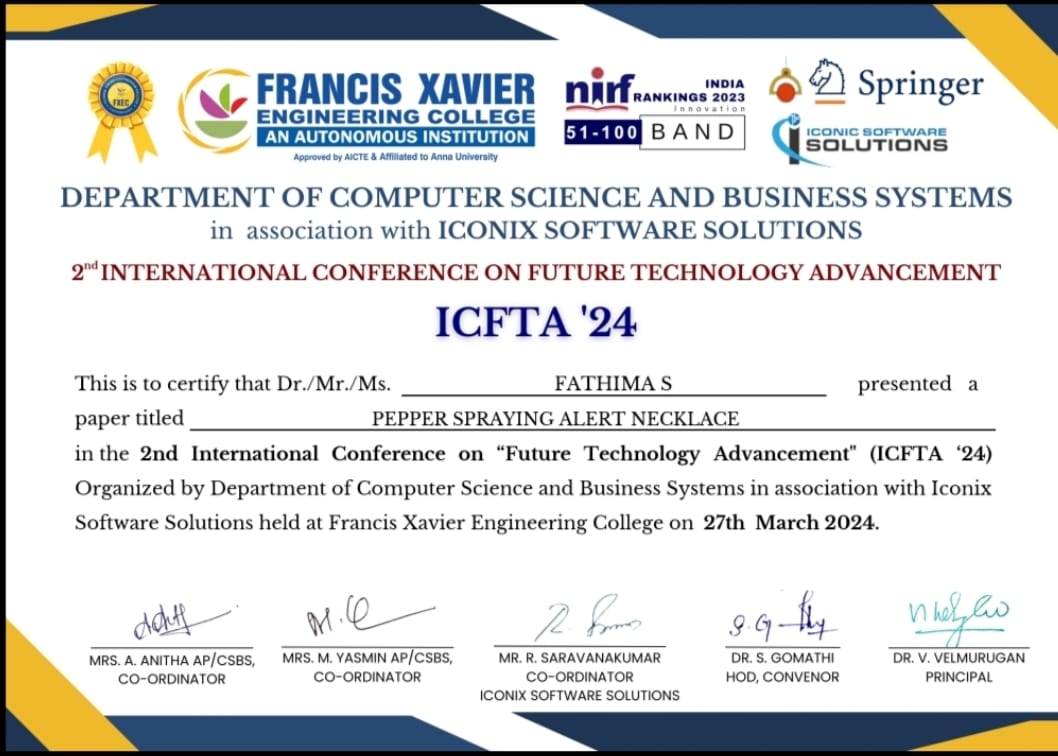 FXEC
FRANCIS XAVIER
ENGINEERING COLLEGE
AN AUTONOMOUS INSTITUTION
Approved by AICTE & Affiliated to Anna University
nirf INDIA
RANKINGS 2023
Innovation
51-100 BAND
Springer
ICONIC SOFTWARE
SOLUTIONS
DEPARTMENT OF COMPUTER SCIENCE AND BUSINESS SYSTEMS
in association with ICONIX SOFTWARE SOLUTIONS
2nd INTERNATIONAL CONFERENCE ON FUTURE TECHNOLOGY ADVANCEMENT
ICFTA '24
This is to certify that Dr./Mr./Ms. FATHIMA S presented a
paper titled PEPPER SPRAYING ALERT NECKLACE
in the 2nd International Conference on “Future Technology Advancement" (ICFTA ‘24)
Organized by Department of Computer Science and Business Systems in association with Iconix
Software Solutions held at Francis Xavier Engineering College on 27th March 2024.
MRS. A. ANITHA AP/CSBS,
CO-ORDINATOR
MRS. M. YASMIN AP/CSBS,
CO-ORDINATOR
MR. R. SARAVANAKUMAR
CO-ORDINATOR
ICONIX SOFTWARE SOLUTIONS
DR. S. GOMATHI
HOD, CONVENOR
DR. V. VELMURUGAN
PRINCIPAL